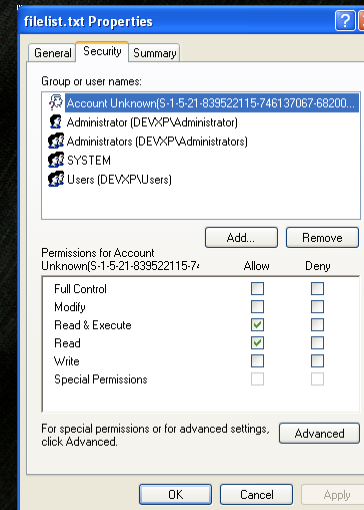 filelist.txt Properties
General Security Summary
Group or user names:
Account Unknown(S-1-5-21-839522115-746137067-68200...
Administrator (DEVXP\Administrator)
Administrators (DEVXP\Administrators)
SYSTEM
Users (DEVXP\Users)
Add... Remove
Permissions for Account
Unknown(S-1-5-21-839522115-74 Allow Deny
Full Control
Modify
Read & Execute
Read
Write
Special Permissions
For special permissions or for advanced settings,
click Advanced.
Advanced
OK Cancel Apply